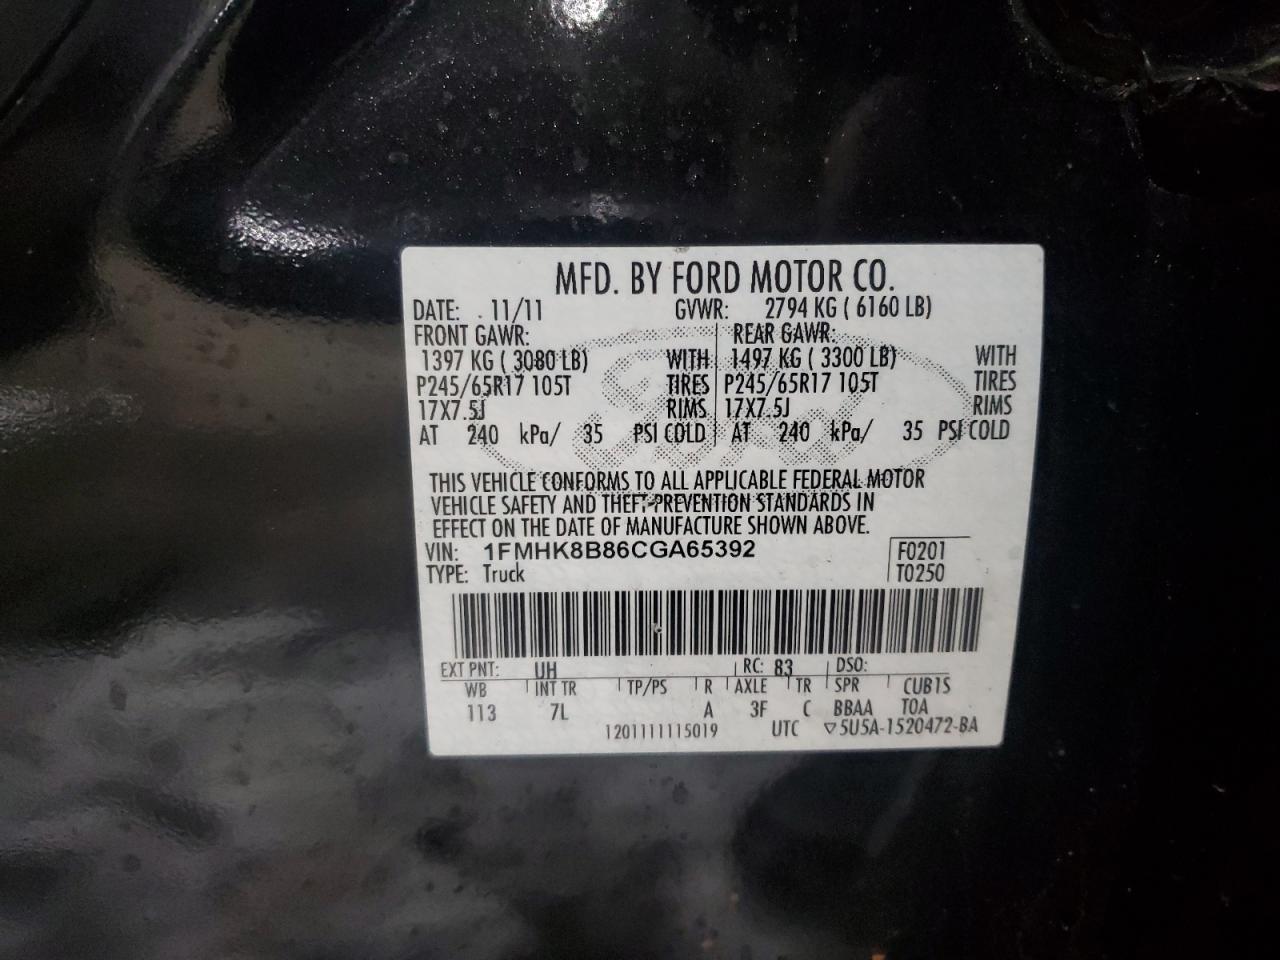 MFD. BY FORD MOTOR CO.
DATE: 11/11 GVWR: 2794 KG ( 6160 LB)
FRONT GAWR: REAR GAWR:
1397 KG ( 3080 LB) WITH 1497 KG ( 3300 LB) WITH
P245/65R17 105T TIRES P245/65R17 105T TIRES
17X7.5J RIMS 17X7.5J RIMS
AT 240 kPa/ 35 PSI COLD AT 240 kPa/ 35 PSI COLD
THIS VEHICLE CONFORMS TO ALL APPLICABLE FEDERAL MOTOR
VEHICLE SAFETY AND THEFT-PREVENTION STANDARDS IN
EFFECT ON THE DATE OF MANUFACTURE SHOWN ABOVE.
VIN: 1FMHK8B86CGA65392 F0201
TYPE: Truck T0250
EXT PNT: UH RC: 83 DSO:
WB INT TR TP/PS R AXLE TR SPR CUB1S
113 7L A 3F C BBAA TOA
1201111115019 UTC ▽5U5A-1520472-BA